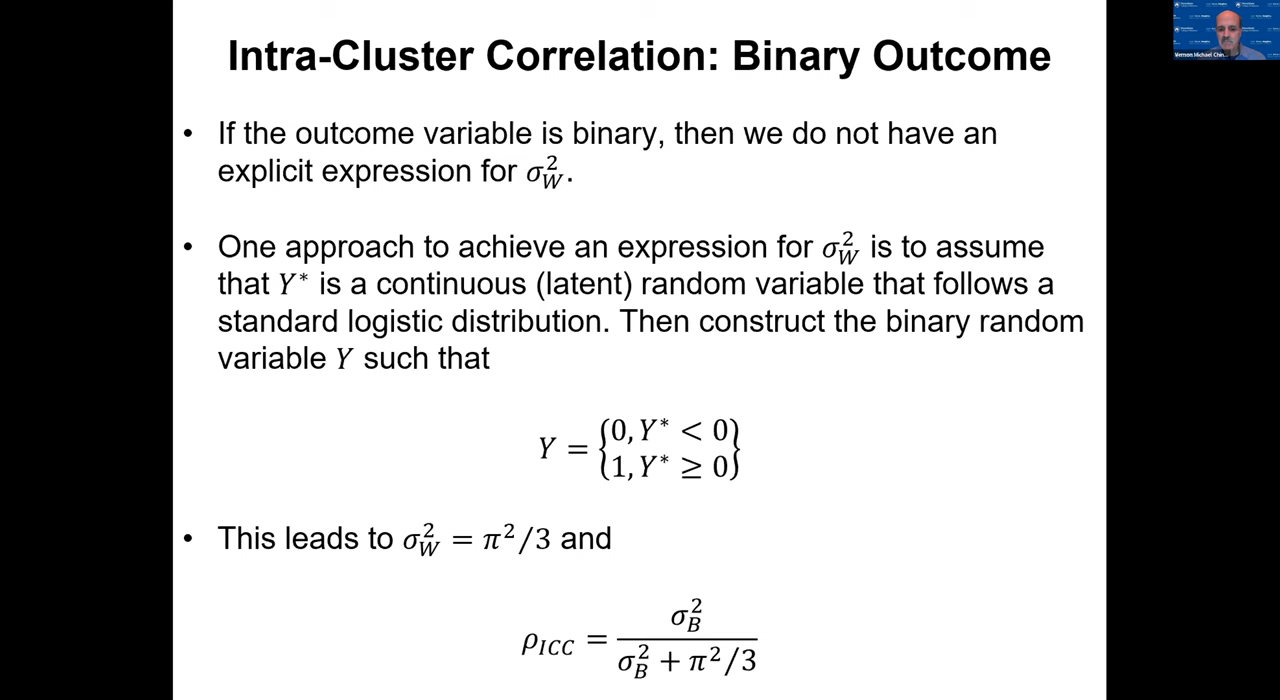 Intra-Cluster Correlation: Binary Outcome
• If the outcome variable is binary, then we do not have an
explicit expression for σ_W^2.
• One approach to achieve an expression for σ_W^2 is to assume
that Y* is a continuous (latent) random variable that follows a
standard logistic distribution. Then construct the binary random
variable Y such that
Y = {0, Y* < 0
1, Y* ≥ 0}
• This leads to σ_W^2 = π^2/3 and
ρ_ICC = σ_B^2 / (σ_B^2 + π^2/3)
Vernon Michael Chin...